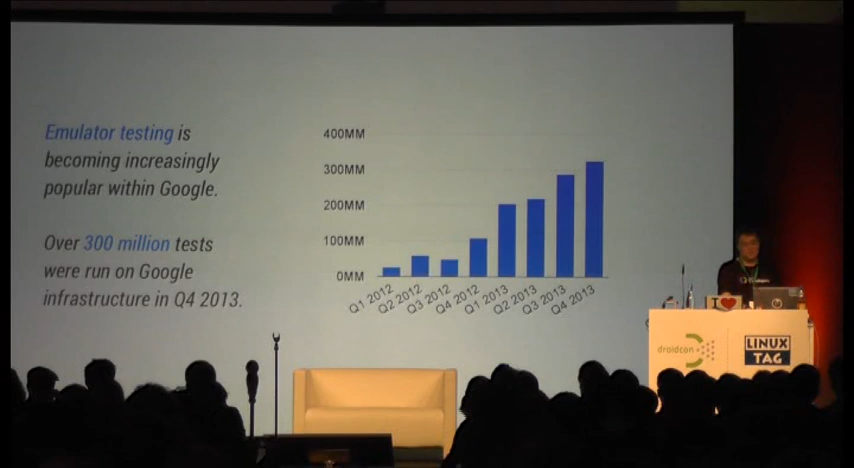 Emulator testing is
becoming increasingly
popular within Google.
Over 300 million tests
were run on Google
infrastructure in Q4 2013.
400MM
300MM
200MM
100MM
0MM
Q1 2012
Q2 2012
Q3 2012
Q4 2012
Q1 2013
Q2 2013
Q3 2013
Q4 2013
I
droidcon
LINUX
TAG